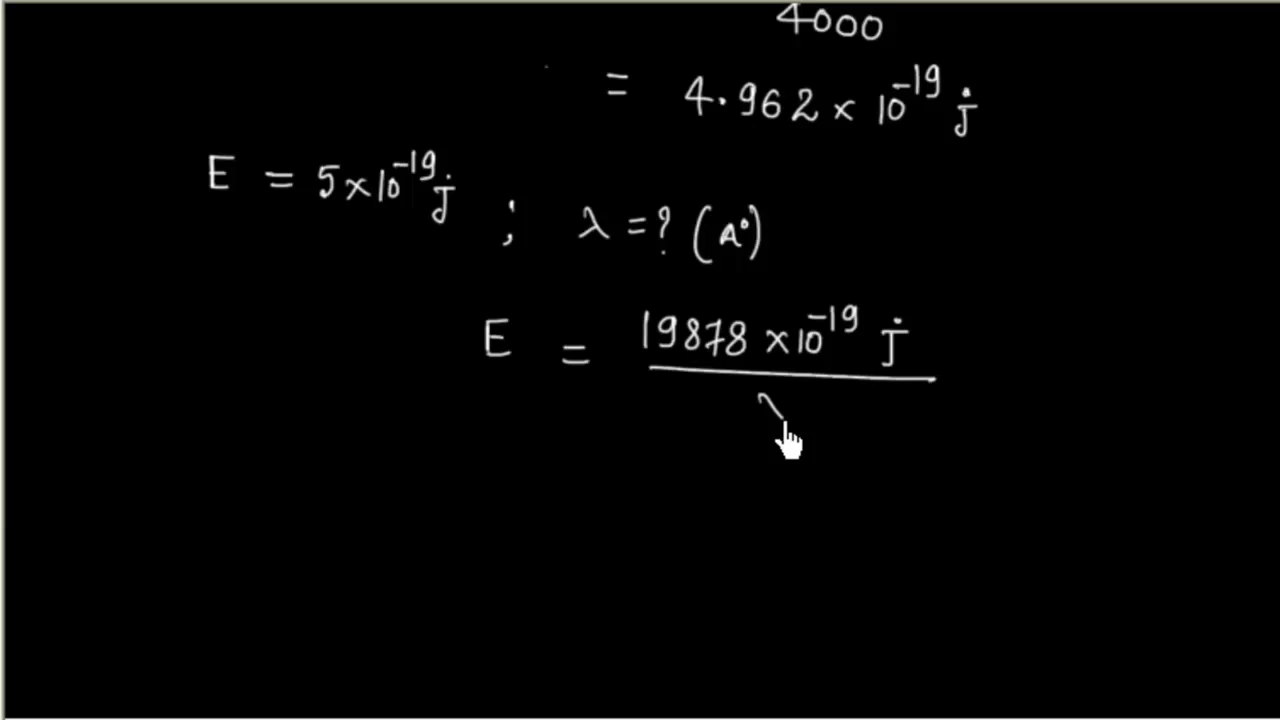 4000
= 4.962 × 10⁻¹⁹ j
E = 5×10⁻¹⁹ j ; λ = ? (A°)
E = 19878 ×10⁻¹⁹ j